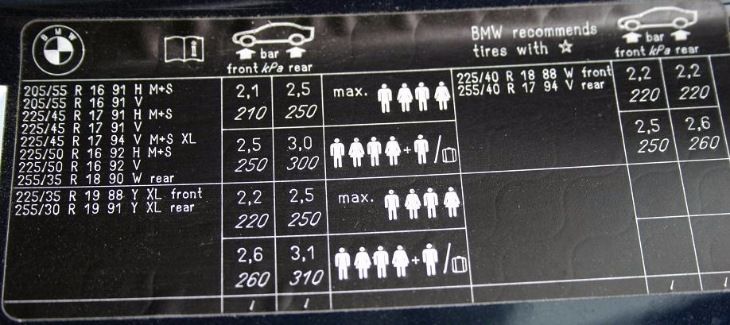 BMW
bar
front kPa rear
BMW recommends
tires with ☆
bar
front kPa rear
205/55 R 16 91 H M+S
205/55 R 16 91 V
225/45 R 17 91 H M+S
225/45 R 17 91 V
225/45 R 17 94 V M+S XL
225/50 R 16 92 H M+S
225/50 R 16 92 V
255/35 R 18 90 W rear
2,1 2,5
210 250
max.
2,5 3,0
250 300
+ /
225/35 R 19 88 Y XL front
255/30 R 19 91 Y XL rear
2,2 2,5
220 250
max.
2,6 3,1
260 310
+ /
225/40 R 18 88 W front
255/40 R 17 94 V rear
2,2 2,2
220 220
2,5 2,6
250 260